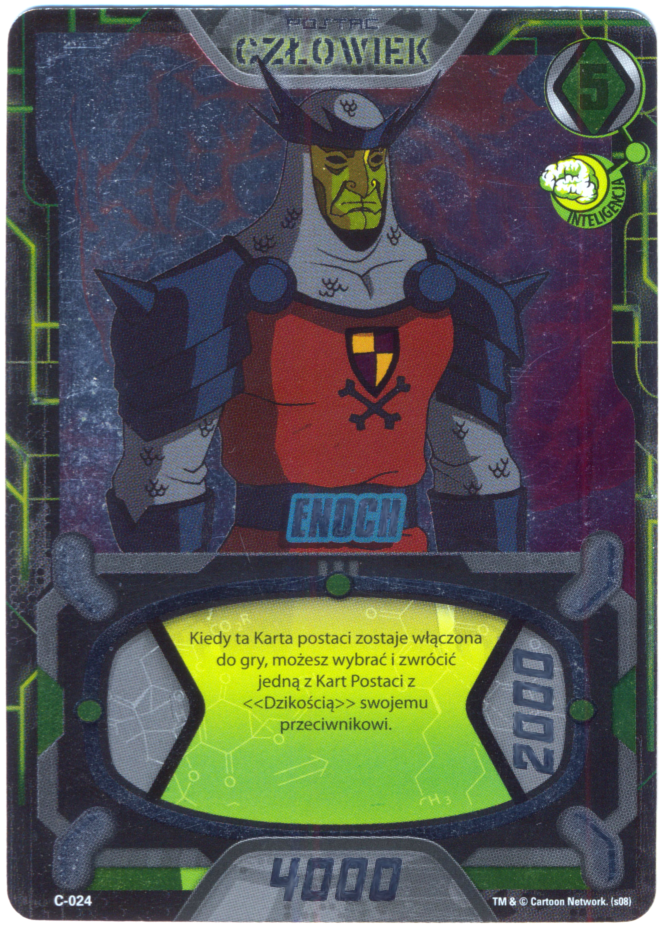 POSTAĆ
CZŁOWIEK
5
INTELIGENCJA
ENOCH
Kiedy ta Karta postaci zostaje włączona
do gry, możesz wybrać i zwrócić
jedną z Kart Postaci z
<<Dzikością>> swojemu
przeciwnikowi.
2000
CH3
4000
C-024
TM & © Cartoon Network. (s08)